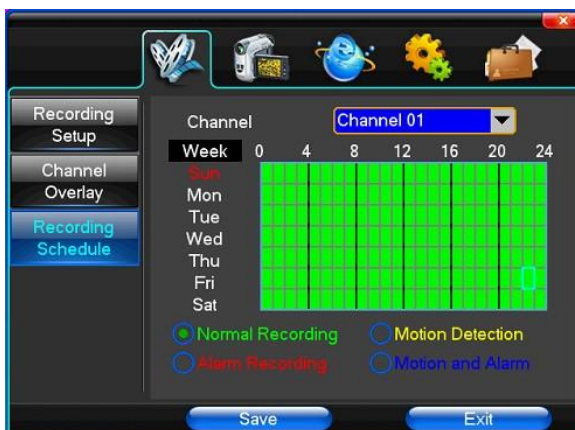 Recording
Setup
Channel
Overlay
Recording
Schedule
Channel
Channel 01
Week 0 4 8 12 16 20 24
Sun
Mon
Tue
Wed
Thu
Fri
Sat
Normal Recording
Motion Detection
Alarm Recording
Motion and Alarm
Save
Exit